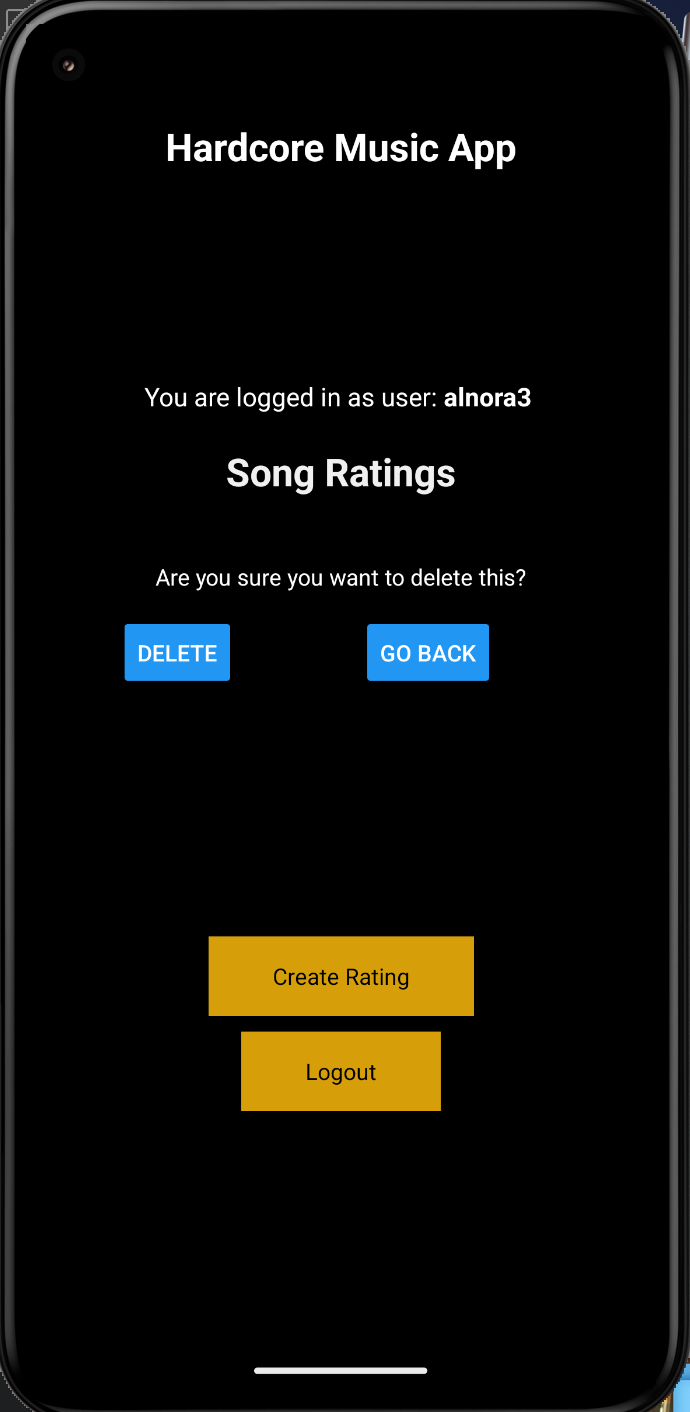 Hardcore Music App
You are logged in as user: alnora3
Song Ratings
Are you sure you want to delete this?
DELETE
GO BACK
Create Rating
Logout